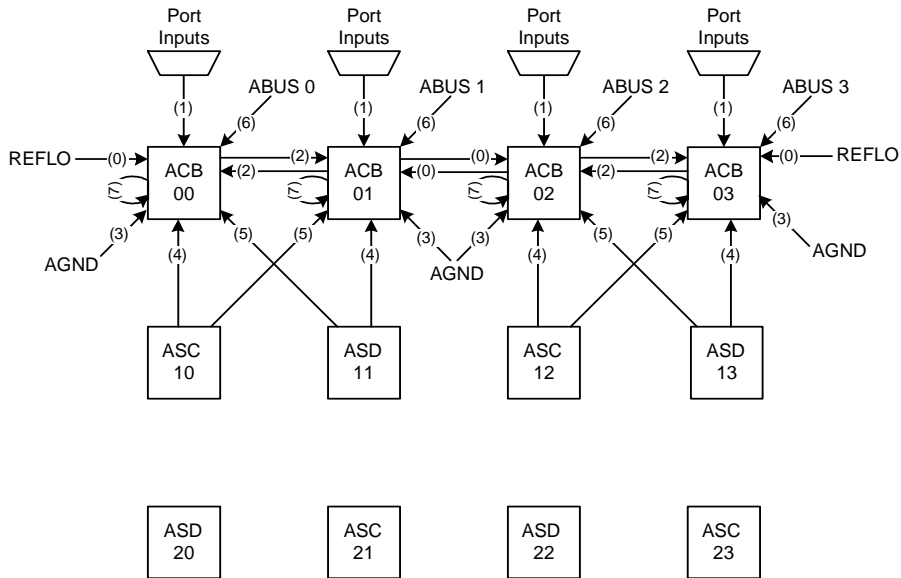 Port
Inputs
Port
Inputs
Port
Inputs
Port
Inputs
ABUS 0
ABUS 1
ABUS 2
ABUS 3
(1)
(1)
(1)
(1)
(6)
(6)
(6)
(6)
REFLO
(0)
ACB
00
(2)
(2)
ACB
01
(0)
(0)
ACB
02
(2)
(2)
ACB
03
(0)
REFLO
(7)
(7)
(7)
(7)
(3)
(5)
(5)
(3)
(3)
(5)
(5)
(3)
AGND
(4)
(4)
AGND
(4)
(4)
AGND
ASC
10
ASD
11
ASC
12
ASD
13
ASD
20
ASC
21
ASD
22
ASC
23